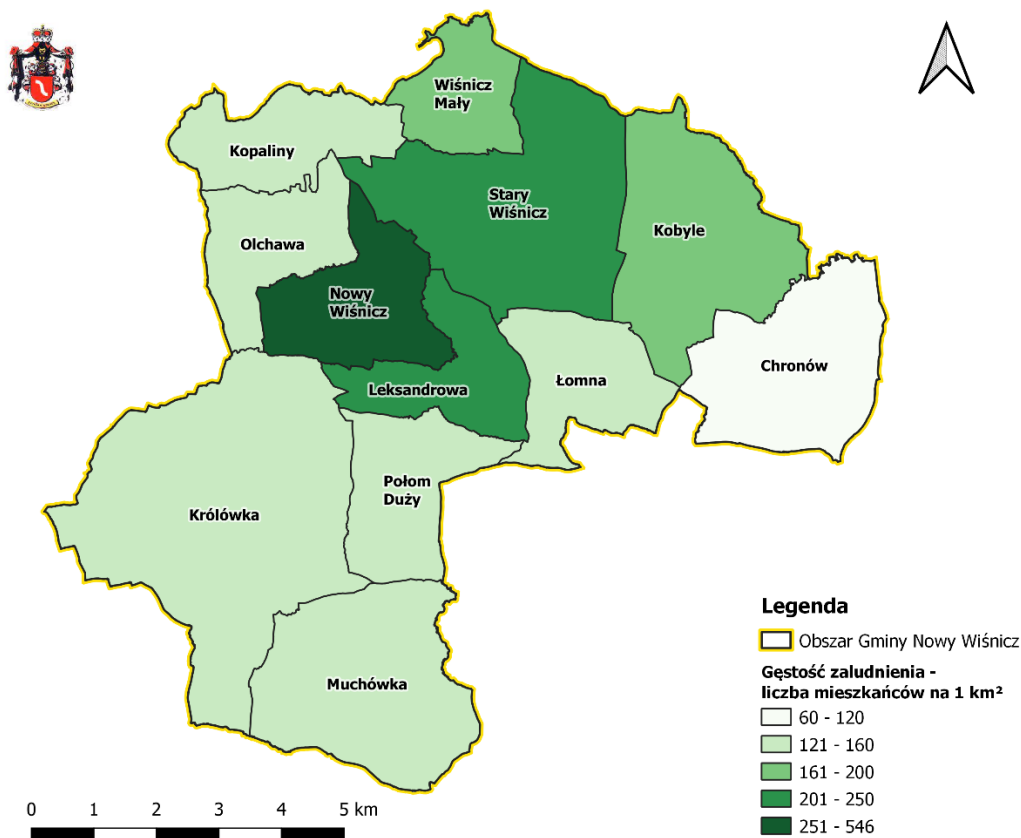 Wiśnicz
Mały
Kopaliny
Stary
Wiśnicz
Olchawa
Kobyle
Nowy
Wiśnicz
Chronów
Leksandrowa
Łomna
Połom
Duży
Królówka
Muchówka
Legenda
Obszar Gminy Nowy Wiśnicz
Gęstość zaludnienia -
liczba mieszkańców na 1 km²
60 - 120
121 - 160
161 - 200
201 - 250
251 - 546
0 1 2 3 4 5 km